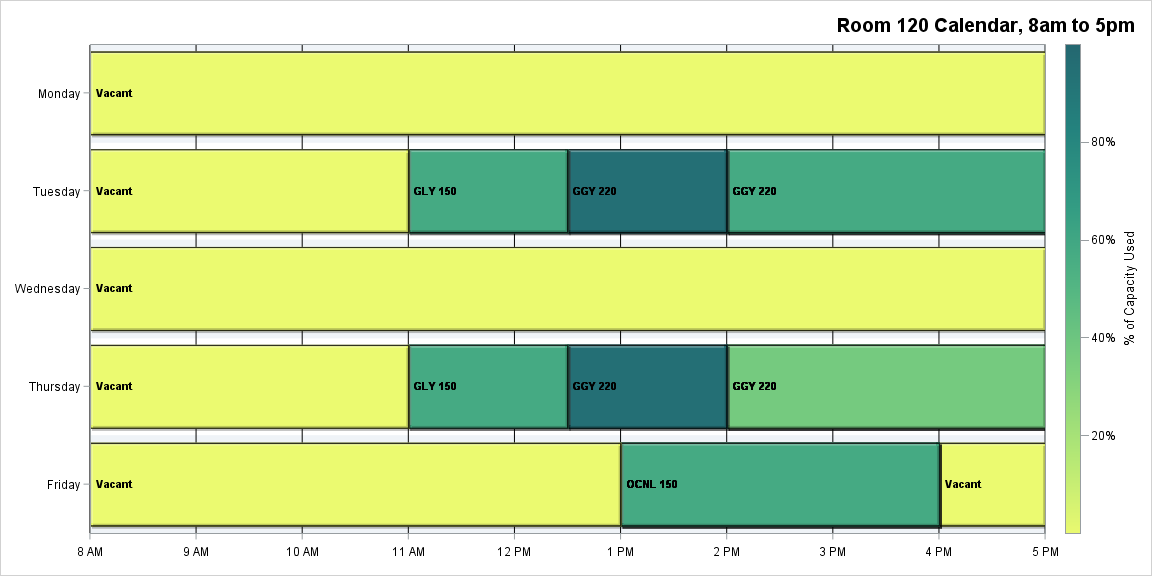 Room 120 Calendar, 8am to 5pm
Monday
Vacant
Tuesday
Vacant
GLY 150
GGY 220
GGY 220
Wednesday
Vacant
Thursday
Vacant
GLY 150
GGY 220
GGY 220
Friday
Vacant
OCNL 150
Vacant
8 AM
9 AM
10 AM
11 AM
12 PM
1 PM
2 PM
3 PM
4 PM
5 PM
80%
60%
40%
20%
% of Capacity Used